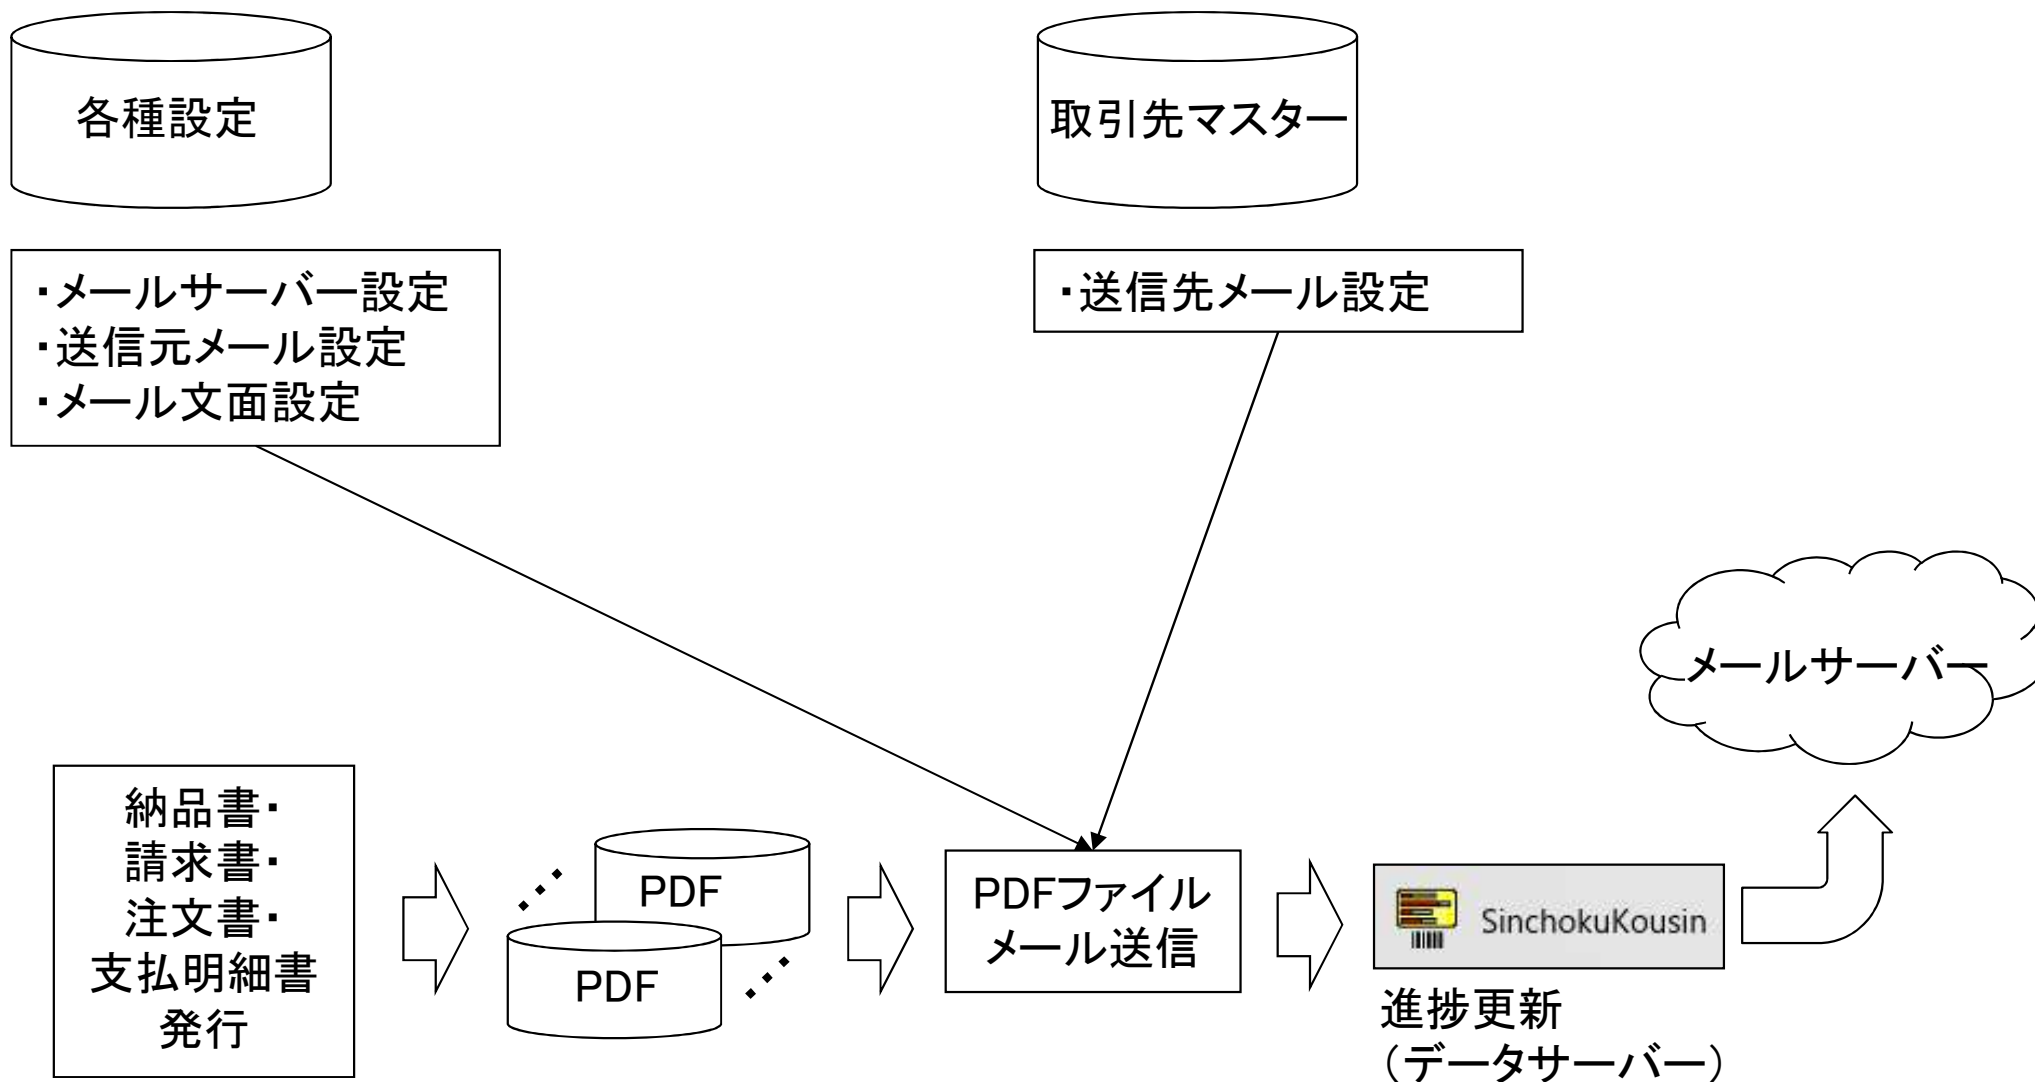 各種設定
取引先マスター
・メールサーバー設定
・送信元メール設定
・メール文面設定
・送信先メール設定
メールサーバー
納品書・
請求書・
注文書・
支払明細書
発行
PDF
PDF
PDFファイル
メール送信
SinchokuKousin
進捗更新
（データサーバー）